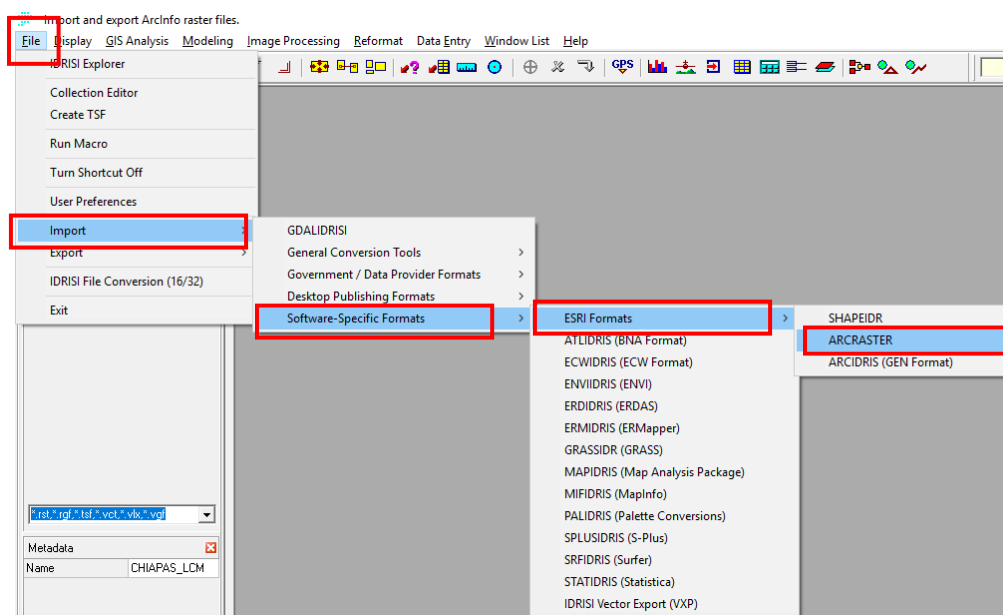 Import and export ArcInfo raster files.
File Display GIS Analysis Modeling Image Processing Reformat Data Entry Window List Help
IDRISI Explorer
GPS
Collection Editor
Create TSF
Run Macro
Turn Shortcut Off
User Preferences
Import
Export
IDRISI File Conversion (16/32)
Exit
GDALIDRISI
General Conversion Tools
Government / Data Provider Formats
Desktop Publishing Formats
Software-Specific Formats
ESRI Formats
ATLIDRIS (BNA Format)
ECWIDRIS (ECW Format)
ENVIIDRIS (ENVI)
ERDIDRIS (ERDAS)
ERMIDRIS (ERMapper)
GRASSIDR (GRASS)
MAPIDRIS (Map Analysis Package)
MIFIDRIS (MapInfo)
PALIDRIS (Palette Conversions)
SPLUSIDRIS (S-Plus)
SRFIDRIS (Surfer)
STATIDRIS (Statistica)
IDRISI Vector Export (VXP)
SHAPEIDR
ARCRASTER
ARCIDRIS (GEN Format)
*.rst,*.rgf,*.tsf,*.vct,*.vlx,*.vgf
Metadata
Name CHIAPAS_LCM